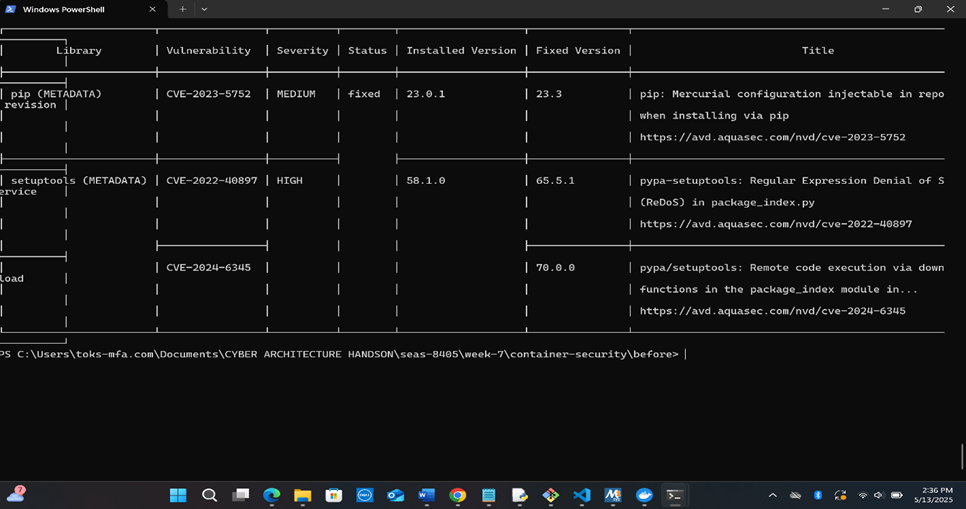 Windows PowerShell
Library | Vulnerability | Severity | Status | Installed Version | Fixed Version | Title
pip (METADATA) | CVE-2023-5752 | MEDIUM | fixed | 23.0.1 | 23.3 | pip: Mercurial configuration injectable in repo
revision | when installing via pip
https://avd.aquasec.com/nvd/cve-2023-5752
setuptools (METADATA) | CVE-2022-40897 | HIGH | | 58.1.0 | 65.5.1 | pypa-setuptools: Regular Expression Denial of S
ervice | (ReDoS) in package_index.py
https://avd.aquasec.com/nvd/cve-2022-40897
CVE-2024-6345 | | | | 70.0.0 | pypa/setuptools: Remote code execution via down
load | functions in the package_index module in...
https://avd.aquasec.com/nvd/cve-2024-6345
PS C:\Users\toks-mfa.com\Documents\CYBER ARCHITECTURE HANDSON\seas-8405\week-7\container-security\before>
7
2:36 PM
5/13/2025